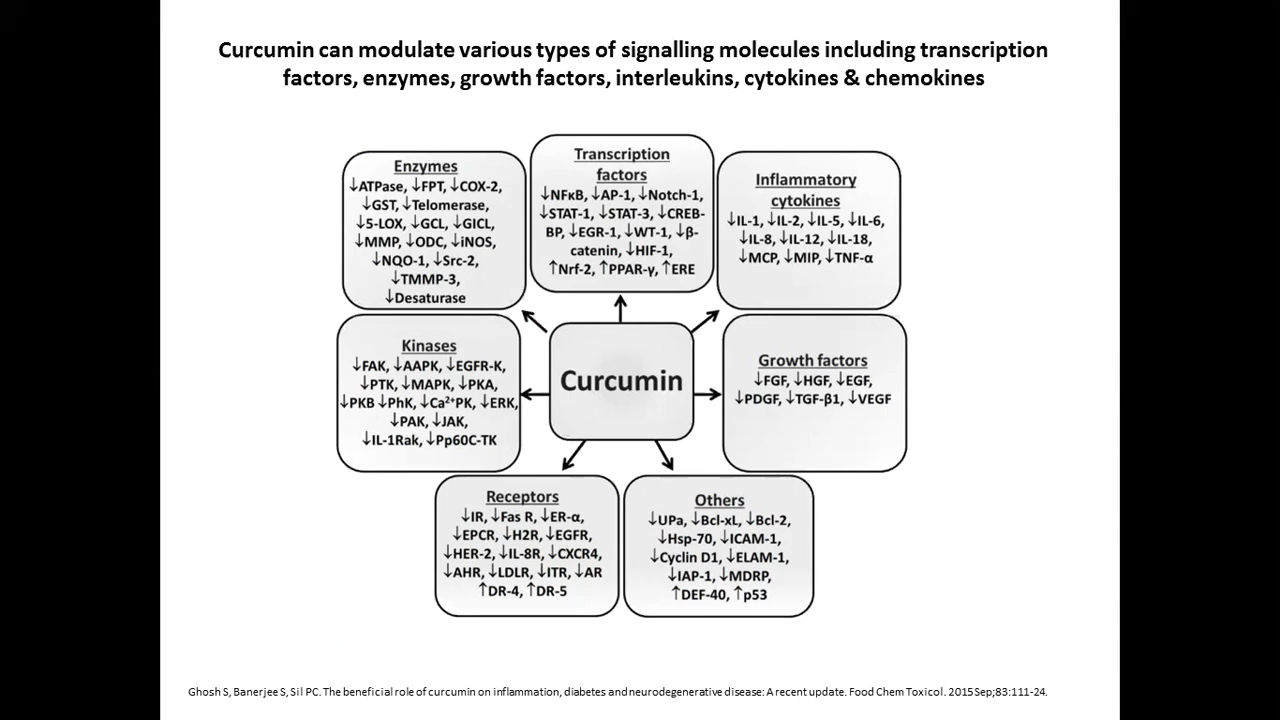 Curcumin can modulate various types of signalling molecules including transcription
factors, enzymes, growth factors, interleukins, cytokines & chemokines
Enzymes
↓ATPase, ↓FPT, ↓COX-2,
↓GST, ↓Telomerase,
↓5-LOX, ↓GCL, ↓GICL,
↓MMP, ↓ODC, ↓iNOS,
↓NQO-1, ↓Src-2,
↓TMMP-3,
↓Desaturase
Transcription
factors
↓NFκB, ↓AP-1, ↓Notch-1,
↓STAT-1, ↓STAT-3, ↓CREB-
BP, ↓EGR-1, ↓WT-1, ↓β-
catenin, ↓HIF-1,
↑Nrf-2, ↑PPAR-γ, ↑ERE
Inflammatory
cytokines
↓IL-1, ↓IL-2, ↓IL-5, ↓IL-6,
↓IL-8, ↓IL-12, ↓IL-18,
↓MCP, ↓MIP, ↓TNF-α
Kinases
↓FAK, ↓AAPK, ↓EGFR-K,
↓PTK, ↓MAPK, ↓PKA,
↓PKB ↓PhK, ↓Ca²⁺PK, ↓ERK,
↓PAK, ↓JAK,
↓IL-1Rak, ↓Pp60C-TK
Curcumin
Growth factors
↓FGF, ↓HGF, ↓EGF,
↓PDGF, ↓TGF-β1, ↓VEGF
Receptors
↓IR, ↓Fas R, ↓ER-α,
↓EPCR, ↓H2R, ↓EGFR,
↓HER-2, ↓IL-8R, ↓CXCR4,
↓AHR, ↓LDLR, ↓ITR, ↓AR
↑DR-4, ↑DR-5
Others
↓UPa, ↓Bcl-xL, ↓Bcl-2,
↓Hsp-70, ↓ICAM-1,
↓Cyclin D1, ↓ELAM-1,
↓IAP-1, ↓MDRP,
↑DEF-40, ↑p53
Ghosh S, Banerjee S, Sil PC. The beneficial role of curcumin on inflammation, diabetes and neurodegenerative disease: A recent update. Food Chem Toxicol. 2015 Sep;83:111-24.